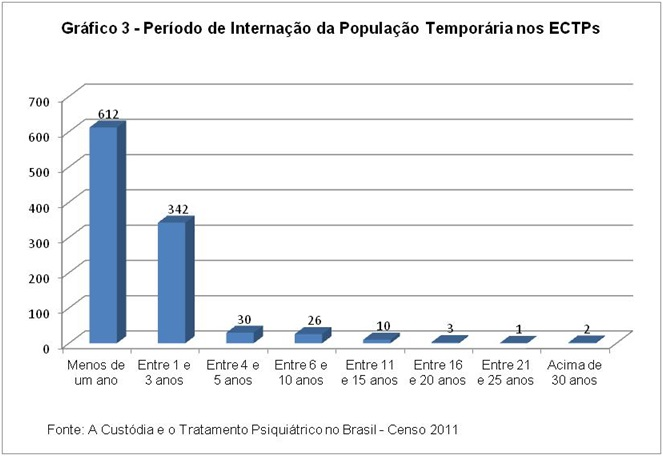 Gráfico 3 - Período de Internação da População Temporária nos ECTPs
700
600
500
400
300
200
100
0
612
342
30
26
10
3
1
2
Menos de
um ano
Entre 1 e
3 anos
Entre 4 e
5 anos
Entre 6 e
10 anos
Entre 11
e 15 anos
Entre 16
e 20 anos
Entre 21
e 25 anos
Acima de
30 anos
Fonte: A Custódia e o Tratamento Psiquiátrico no Brasil - Censo 2011